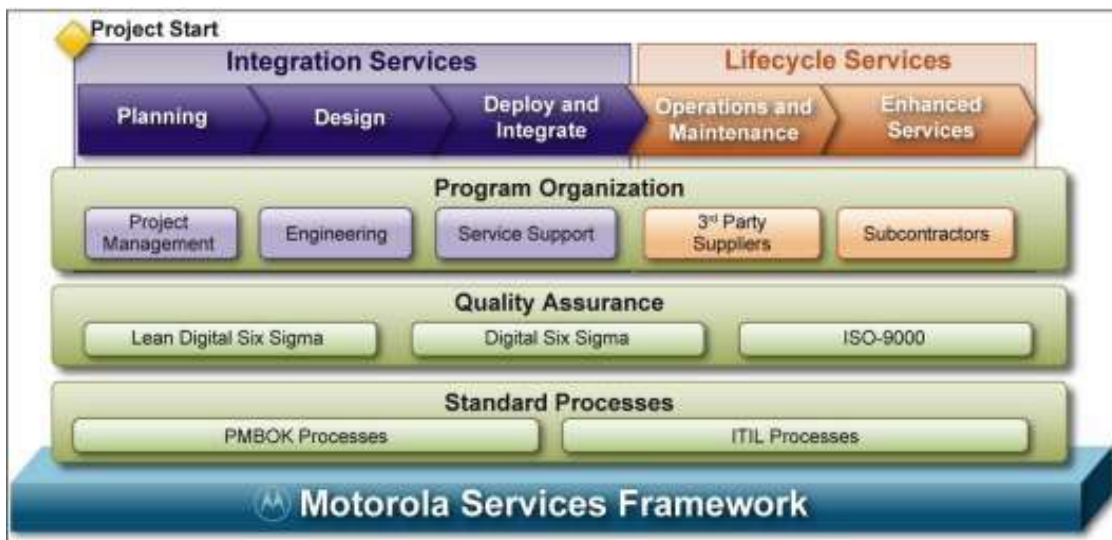 Project Start
Integration Services
Lifecycle Services
Planning
Design
Deploy and
Integrate
Operations and
Maintenance
Enhanced
Services
Program Organization
Project
Management
Engineering
Service Support
3rd Party
Suppliers
Subcontractors
Quality Assurance
Lean Digital Six Sigma
Digital Six Sigma
ISO-9000
Standard Processes
PMBOK Processes
ITIL Processes
Motorola Services Framework